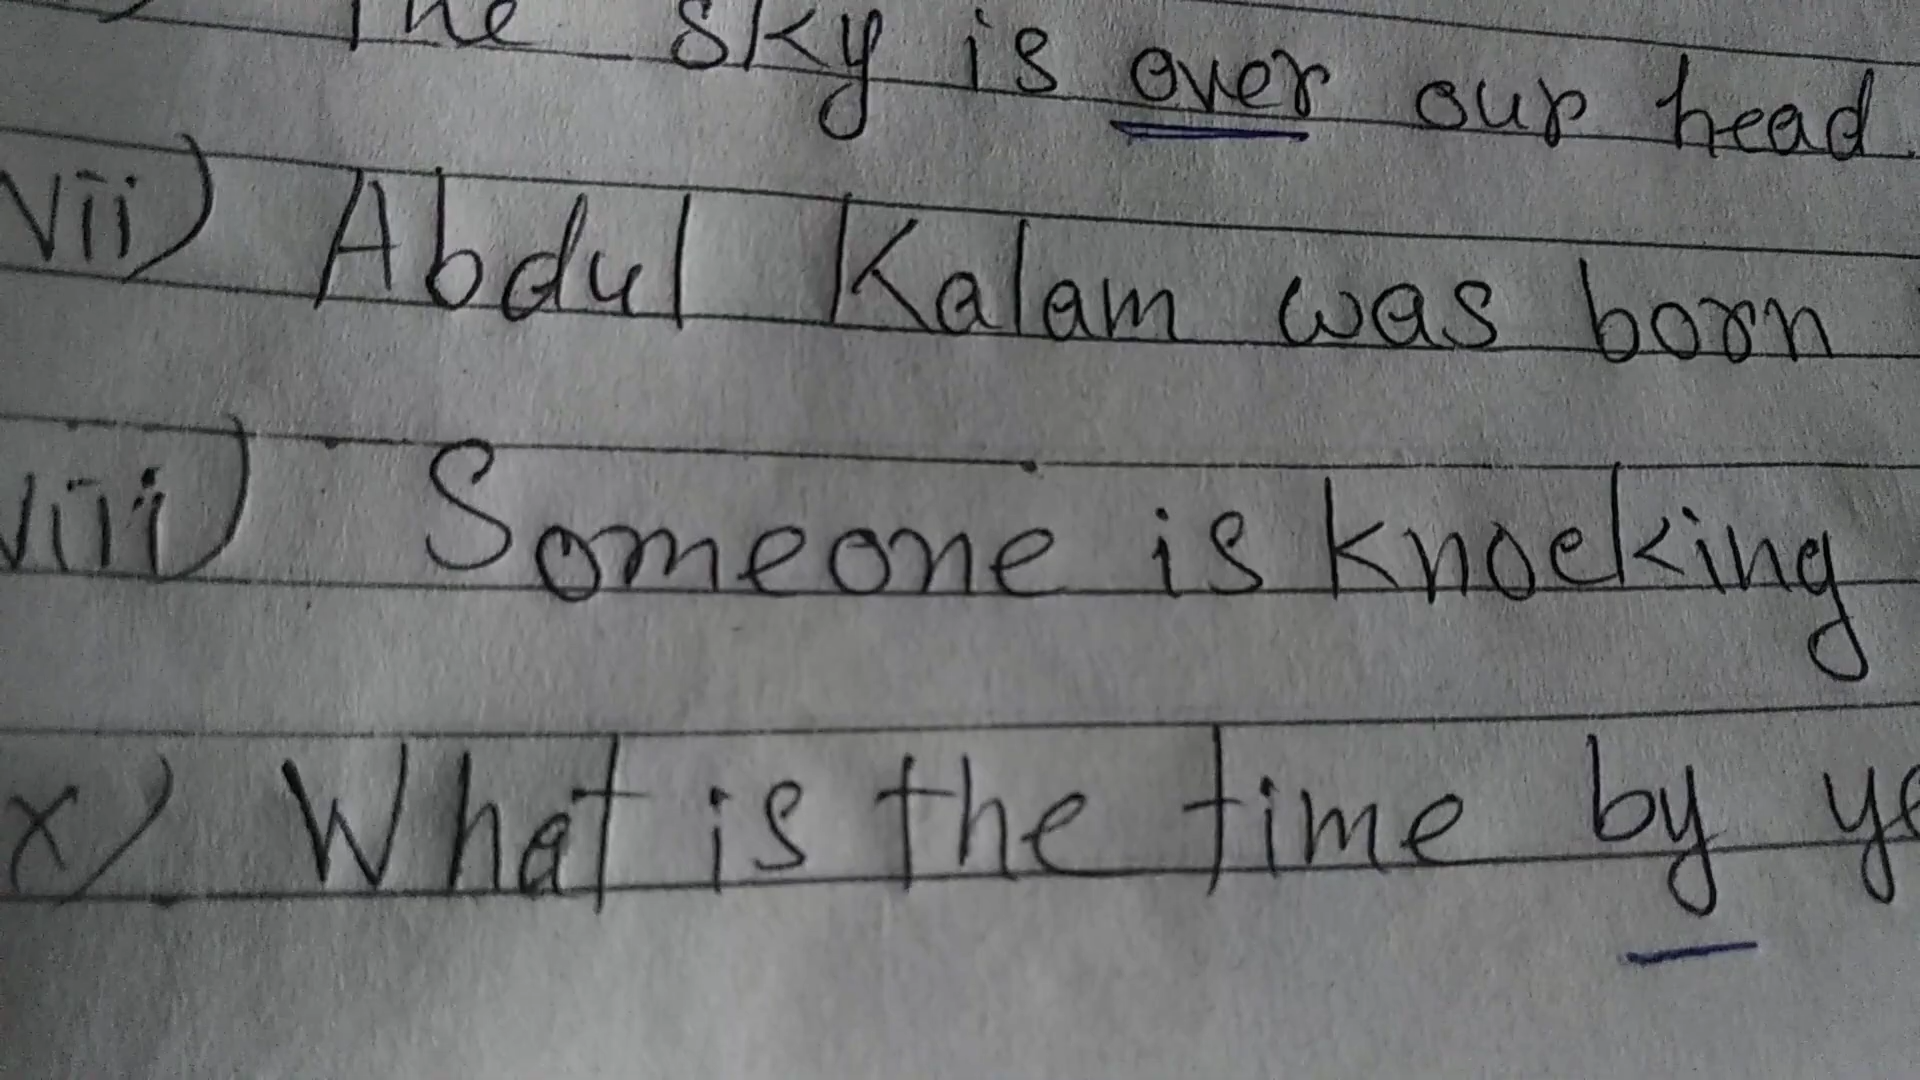 The sky is over our head.
vii) Abdul Kalam was born
viii) Someone is knocking
x) What is the time by